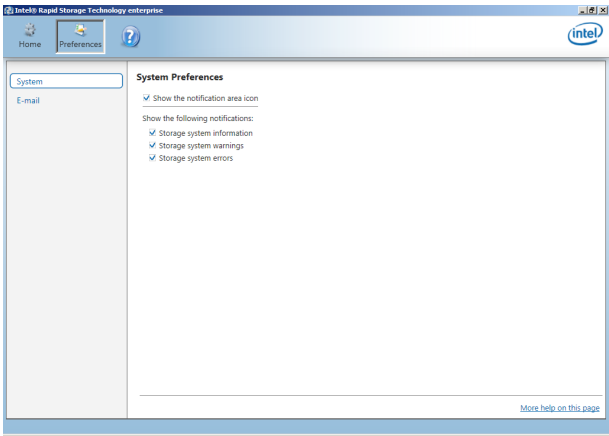 Intel® Rapid Storage Technology enterprise
Home
Preferences
?
intel
System
E-mail
System Preferences
Show the notification area icon
Show the following notifications:
Storage system information
Storage system warnings
Storage system errors
More help on this page